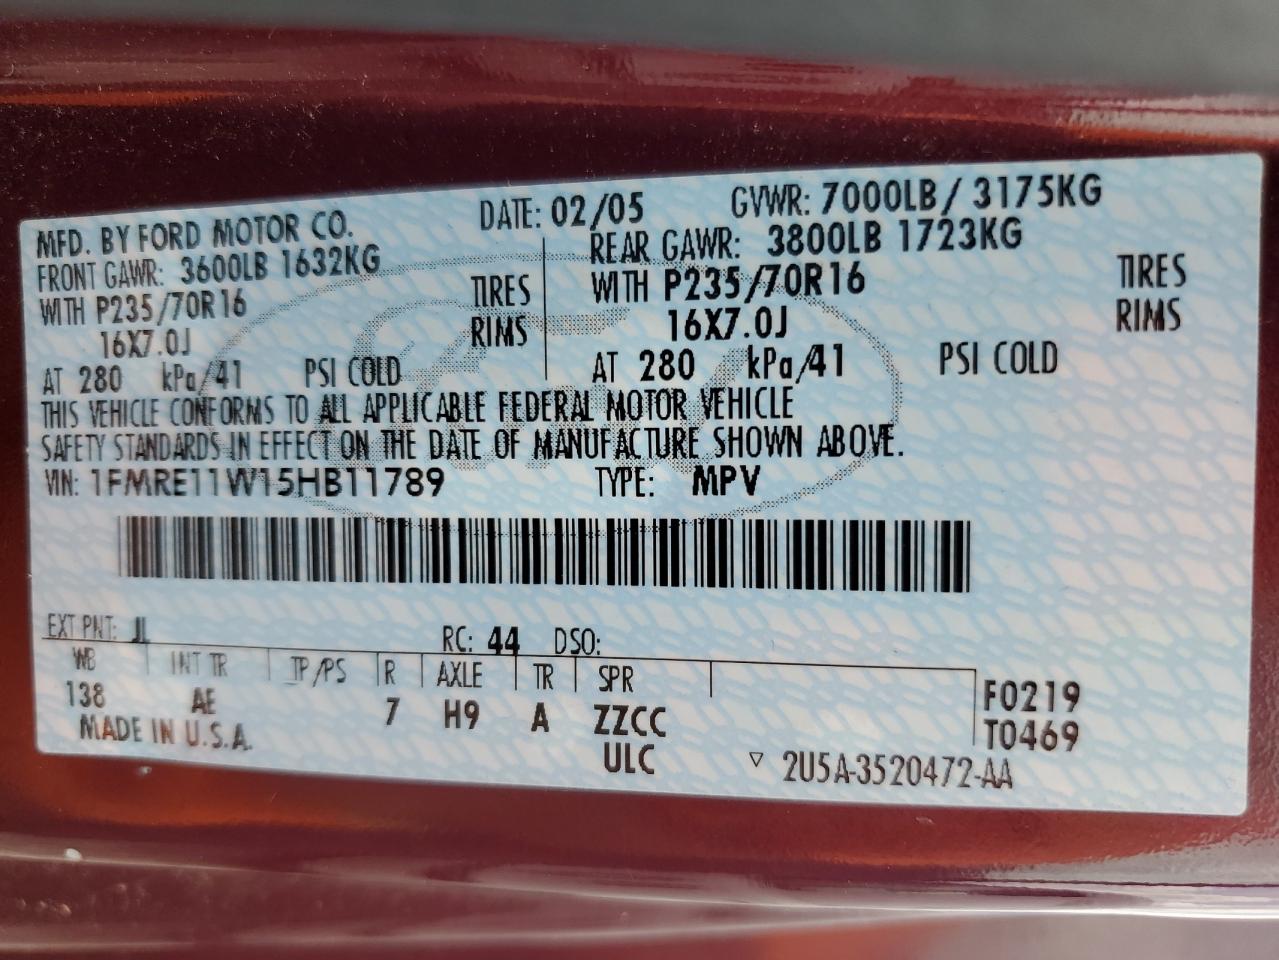 MFD. BY FORD MOTOR CO. DATE: 02/05 GVWR: 7000LB/ 3175KG
FRONT GAWR: 3600LB 1632KG REAR GAWR: 3800LB 1723KG
WITH P235/70R16 TIRES WITH P235/70R16 TIRES
16X7.0J RIMS 16X7.0J RIMS
AT 280 kPa/41 PSI COLD AT 280 kPa/41 PSI COLD
THIS VEHICLE CONFORMS TO ALL APPLICABLE FEDERAL MOTOR VEHICLE
SAFETY STANDARDS IN EFFECT ON THE DATE OF MANUFACTURE SHOWN ABOVE.
VIN: 1FMRE11W15HB11789 TYPE: MPV
EXT PNT: JL RC: 44 DSO:
WB INT TR TP/PS R AXLE TR SPR
138 AE 7 H9 A ZZCC F0219
MADE IN U.S.A. ULC T0469
▽ 2U5A-3520472-AA